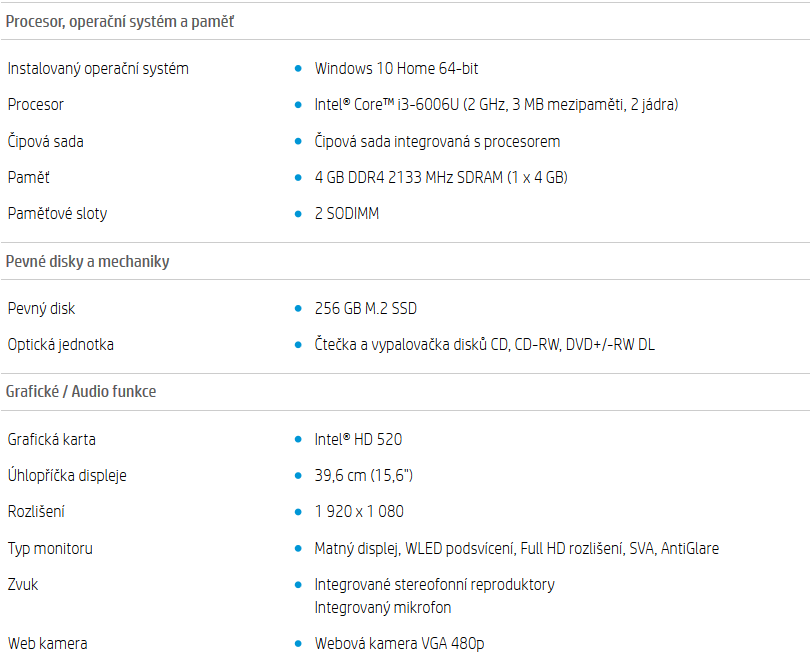 Procesor, operační systém a paměť
Instalovaný operační systém • Windows 10 Home 64-bit
Procesor • Intel® Core™ i3-6006U (2 GHz, 3 MB mezipaměti, 2 jádra)
Čipová sada • Čipová sada integrovaná s procesorem
Paměť • 4 GB DDR4 2133 MHz SDRAM (1 x 4 GB)
Paměťové sloty • 2 SODIMM
Pevné disky a mechaniky
Pevný disk • 256 GB M.2 SSD
Optická jednotka • Čtečka a vypalovačka disků CD, CD-RW, DVD+/-RW DL
Grafické / Audio funkce
Grafická karta • Intel® HD 520
Úhlopříčka displeje • 39,6 cm (15,6")
Rozlišení • 1 920 x 1 080
Typ monitoru • Matný displej, WLED podsvícení, Full HD rozlišení, SVA, AntiGlare
Zvuk • Integrované stereofonní reproduktory
Integrovaný mikrofon
Web kamera • Webová kamera VGA 480p